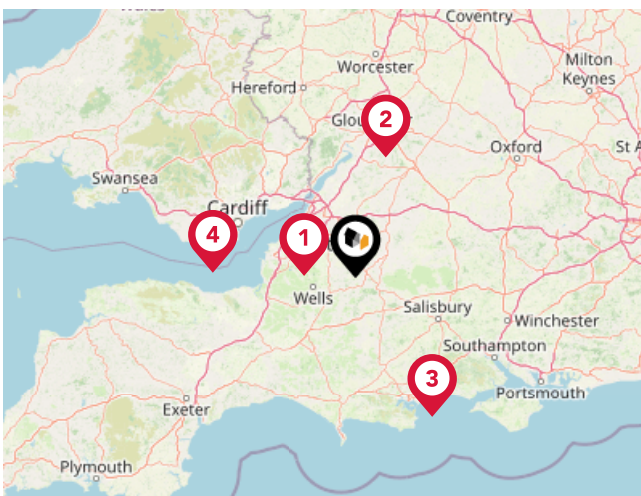 Coventry
Worcester
Milton
Keynes
Hereford
2
Glou
Oxford
St A
Swansea
Cardiff
4
1
Wells
Salisbury
Winchester
Southampton
3
Portsmouth
Exeter
Plymouth